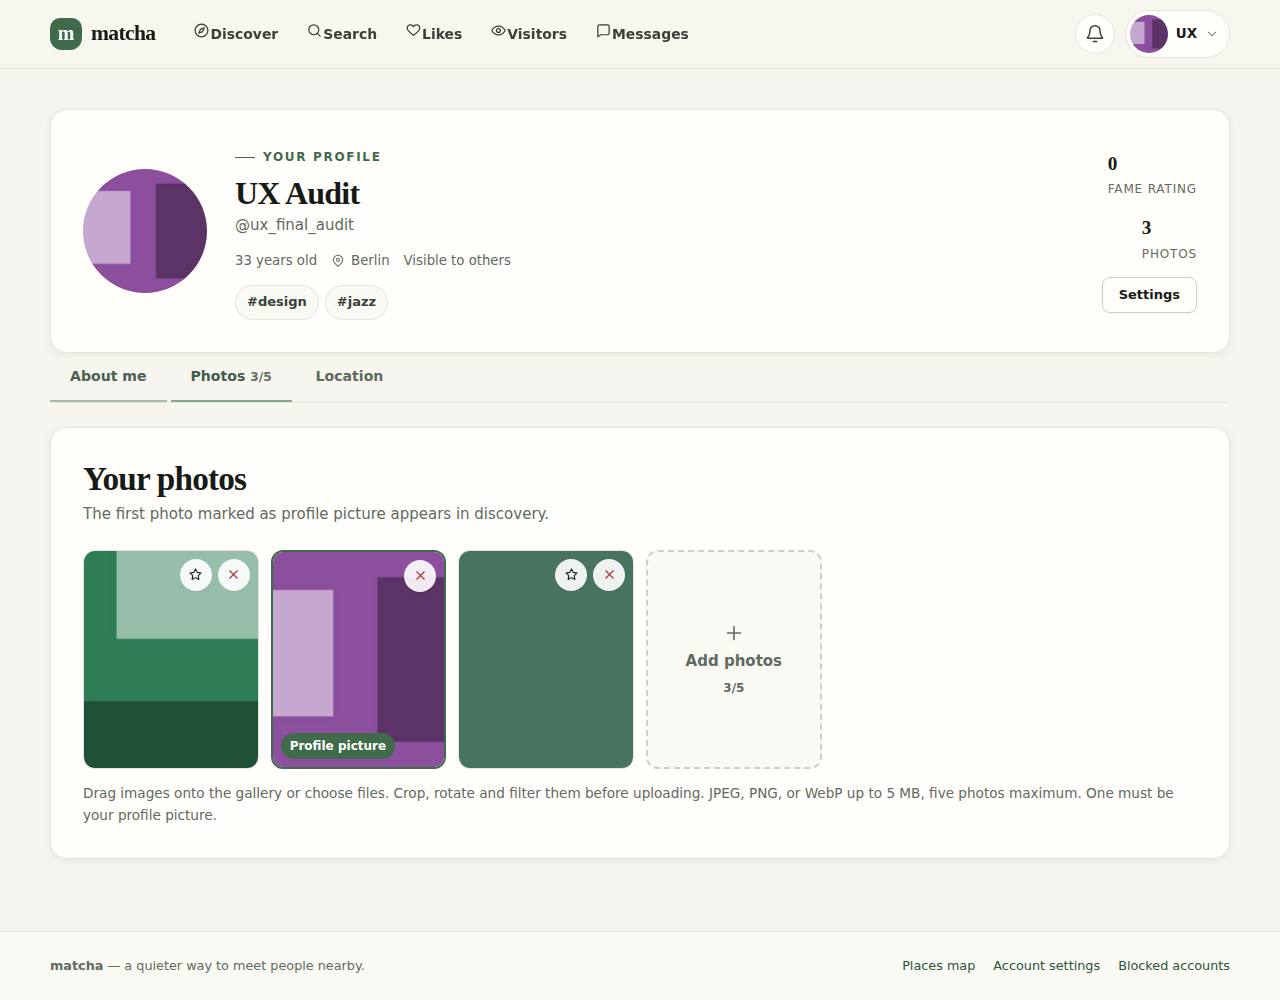 m matcha Discover Search Likes Visitors Messages UX
YOUR PROFILE
UX Audit
@ux_final_audit
33 years old Berlin Visible to others
#design #jazz
0
FAME RATING
3
PHOTOS
Settings
About me Photos 3/5 Location
Your photos
The first photo marked as profile picture appears in discovery.
Profile picture
Add photos
3/5
Drag images onto the gallery or choose files. Crop, rotate and filter them before uploading. JPEG, PNG, or WebP up to 5 MB, five photos maximum. One must be
your profile picture.
matcha — a quieter way to meet people nearby. Places map Account settings Blocked accounts